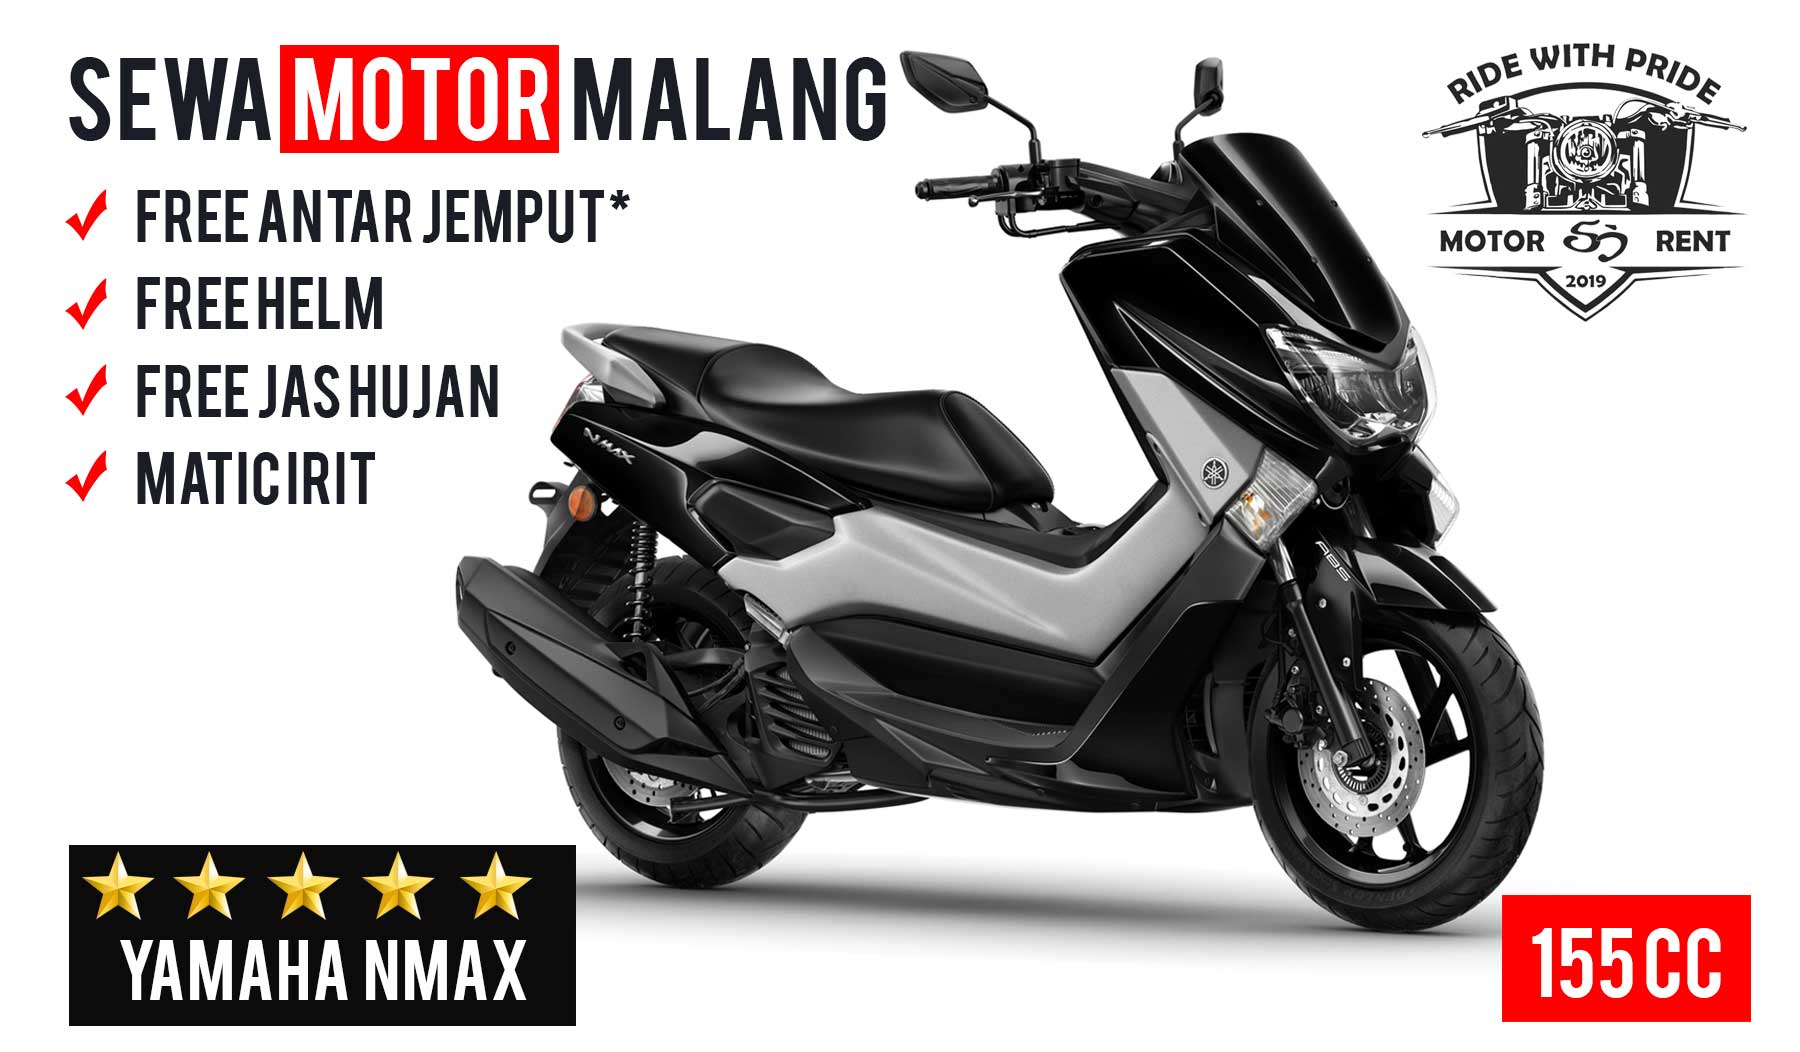 SEWA MOTOR MALANG
FREE ANTAR JEMPUT*
FREE HELM
FREE JAS HUJAN
MATIC IRIT
RIDE WITH PRIDE
MOTOR RENT
2019
NMAX
ABS
YAMAHA NMAX
155 CC